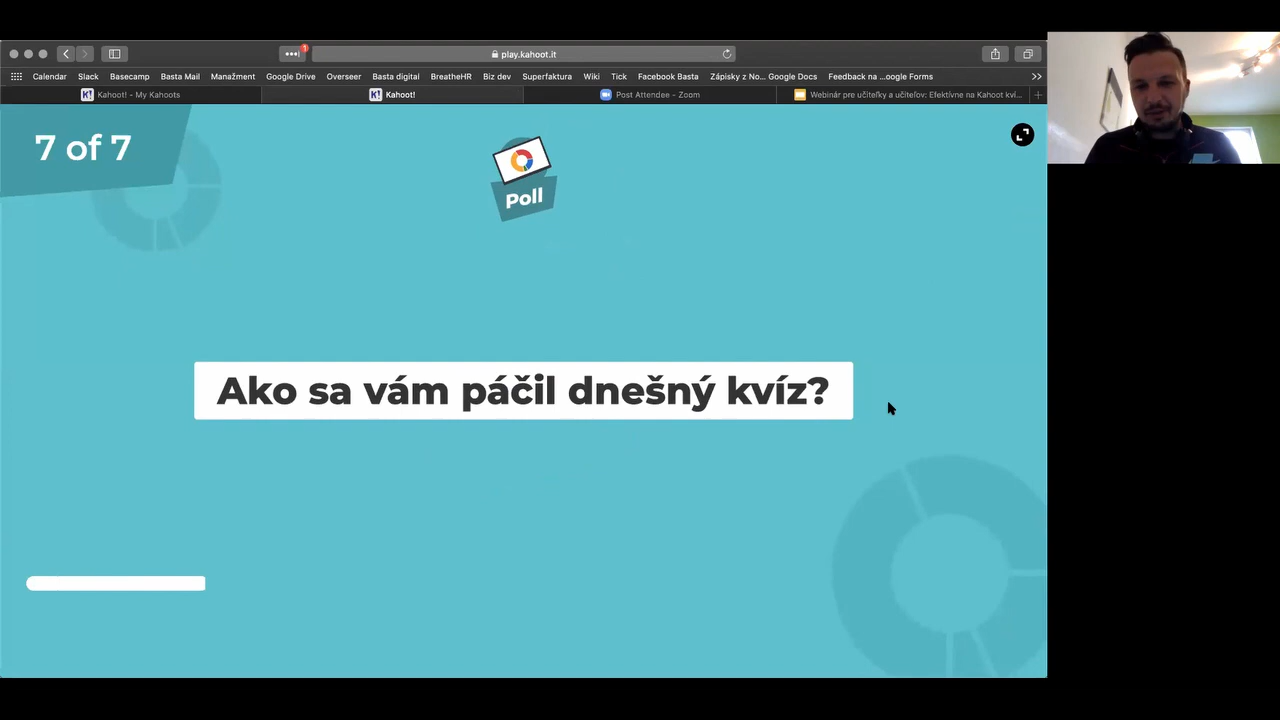 1
play.kahoot.it
Calendar Slack Basecamp Basta Mail Manažment Google Drive Overseer Basta digital BreatheHR Biz dev Superfaktura Wiki Tick Facebook Basta Zápisky z No... Google Docs Feedback na ...oogle Forms
K! Kahoot! - My Kahoots K! Kahoot! Post Attendee - Zoom Webinár pre učiteľky a učiteľov: Efektívne na Kahoot kví...
7 of 7
Poll
Ako sa vám páčil dnešný kvíz?